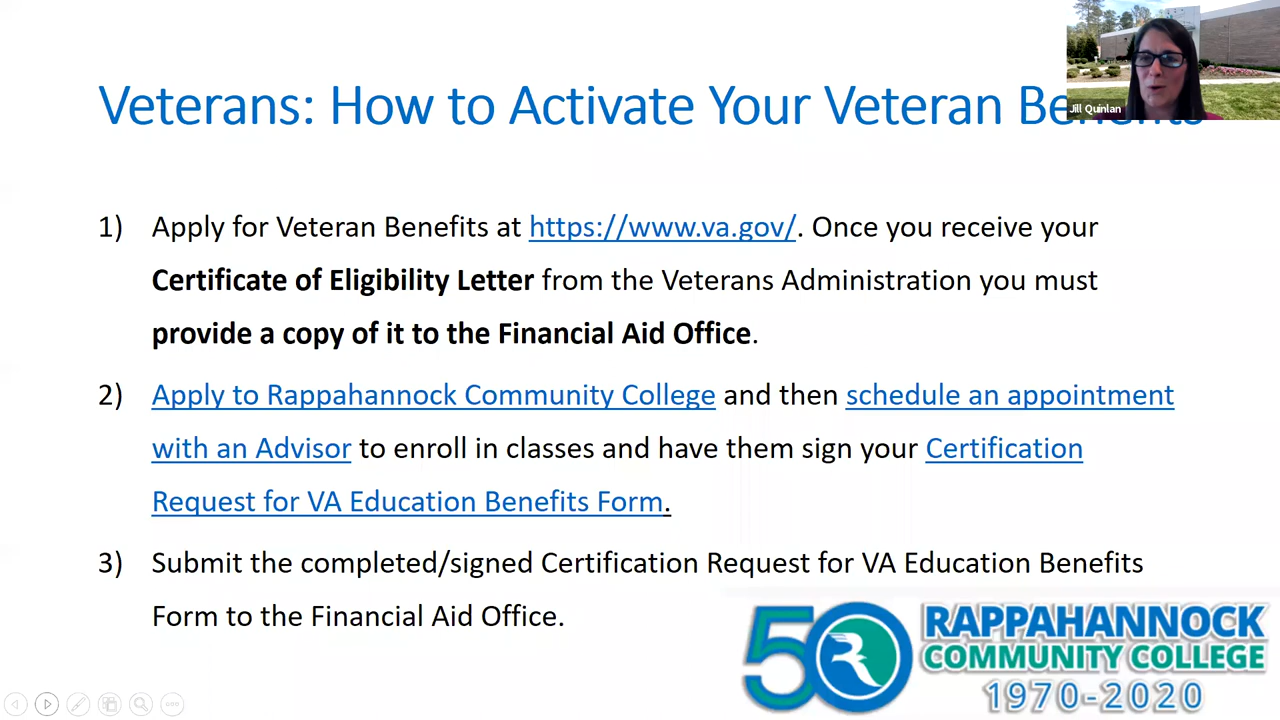 Veterans: How to Activate Your Veteran Benefits
Jill Quinlan
1) Apply for Veteran Benefits at https://www.va.gov/. Once you receive your
Certificate of Eligibility Letter from the Veterans Administration you must
provide a copy of it to the Financial Aid Office.
2) Apply to Rappahannock Community College and then schedule an appointment
with an Advisor to enroll in classes and have them sign your Certification
Request for VA Education Benefits Form.
3) Submit the completed/signed Certification Request for VA Education Benefits
Form to the Financial Aid Office.
50
RAPPAHANNOCK
COMMUNITY COLLEGE
1970-2020